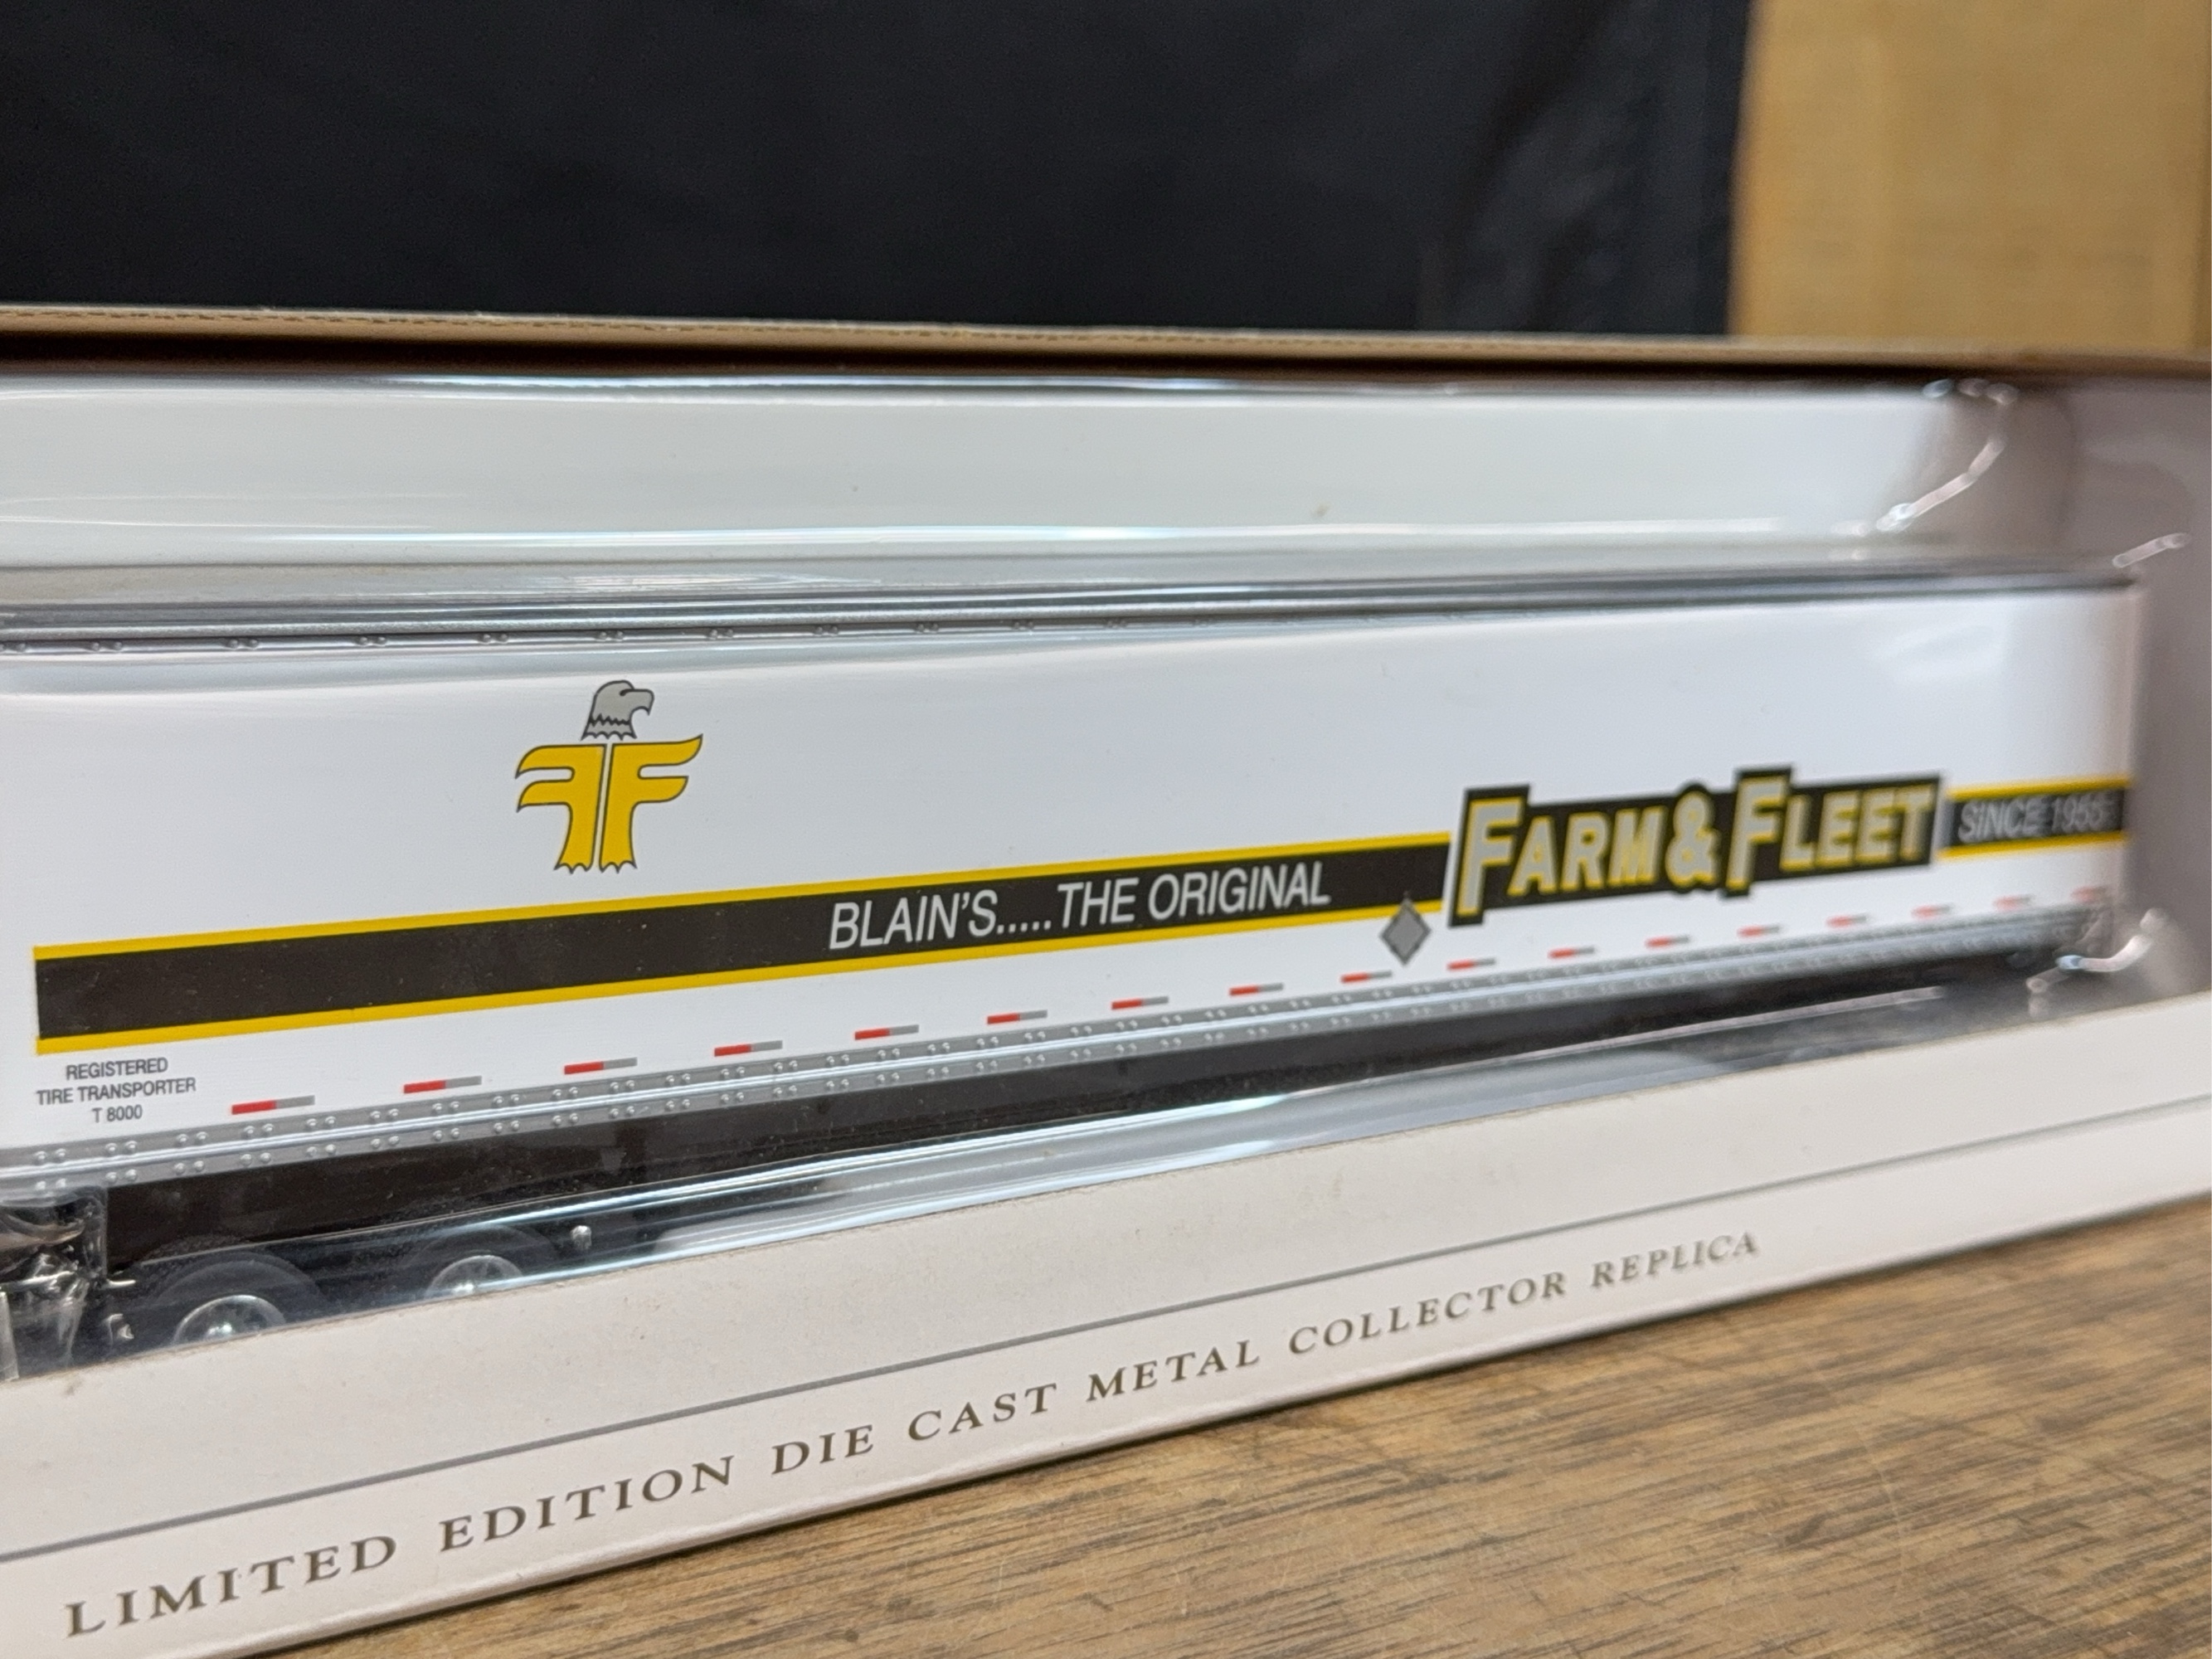 BLAIN'S.....THE ORIGINAL
FARM & FLEET
SINCE 1955
REGISTERED
TIRE TRANSPORTER
T 8000
LIMITED EDITION DIE CAST METAL COLLECTOR REPLICA